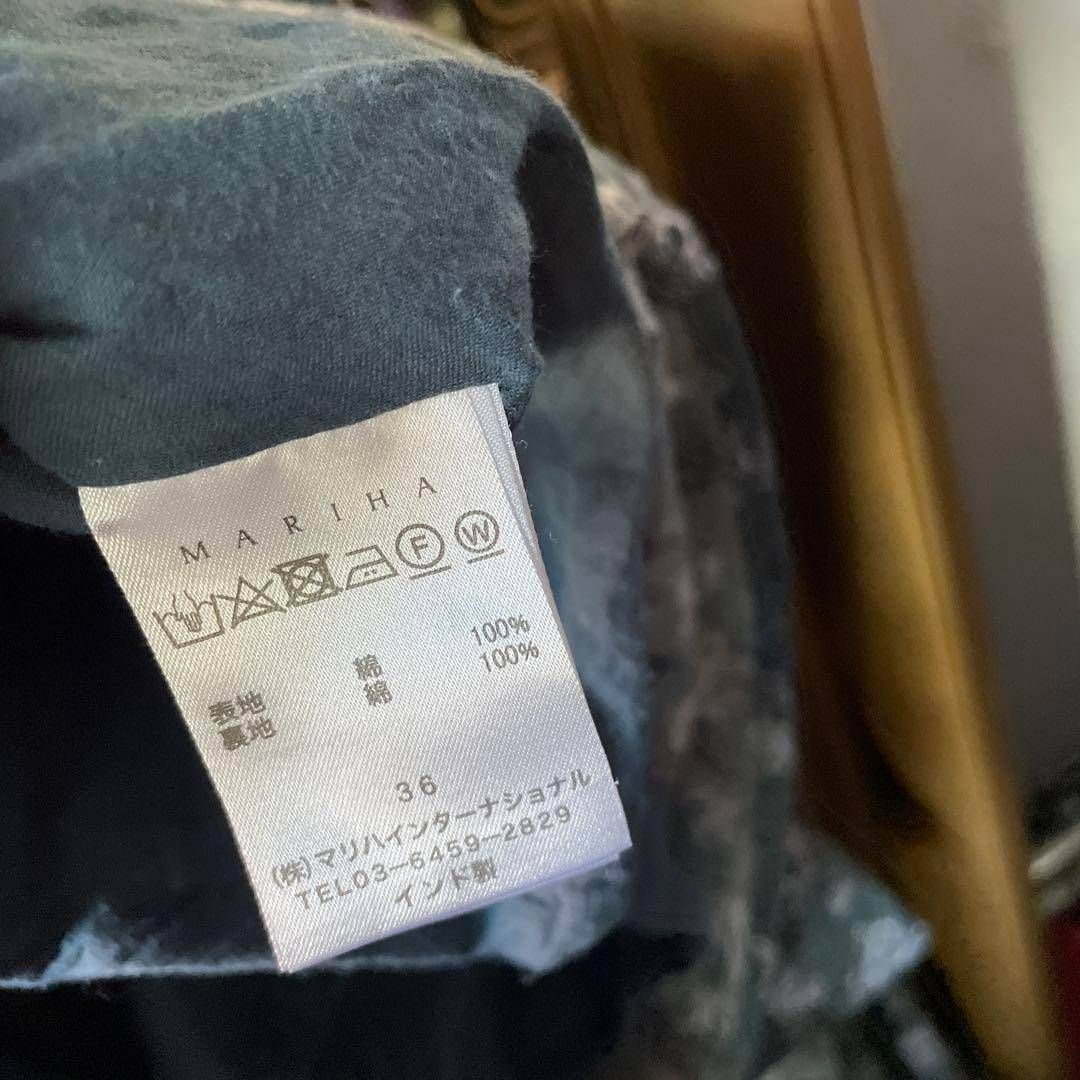 MARIHA
F W
表地 綿 100%
裏地 綿 100%
36
(株)マリハインターナショナル
TEL03-6459-2829
インド製